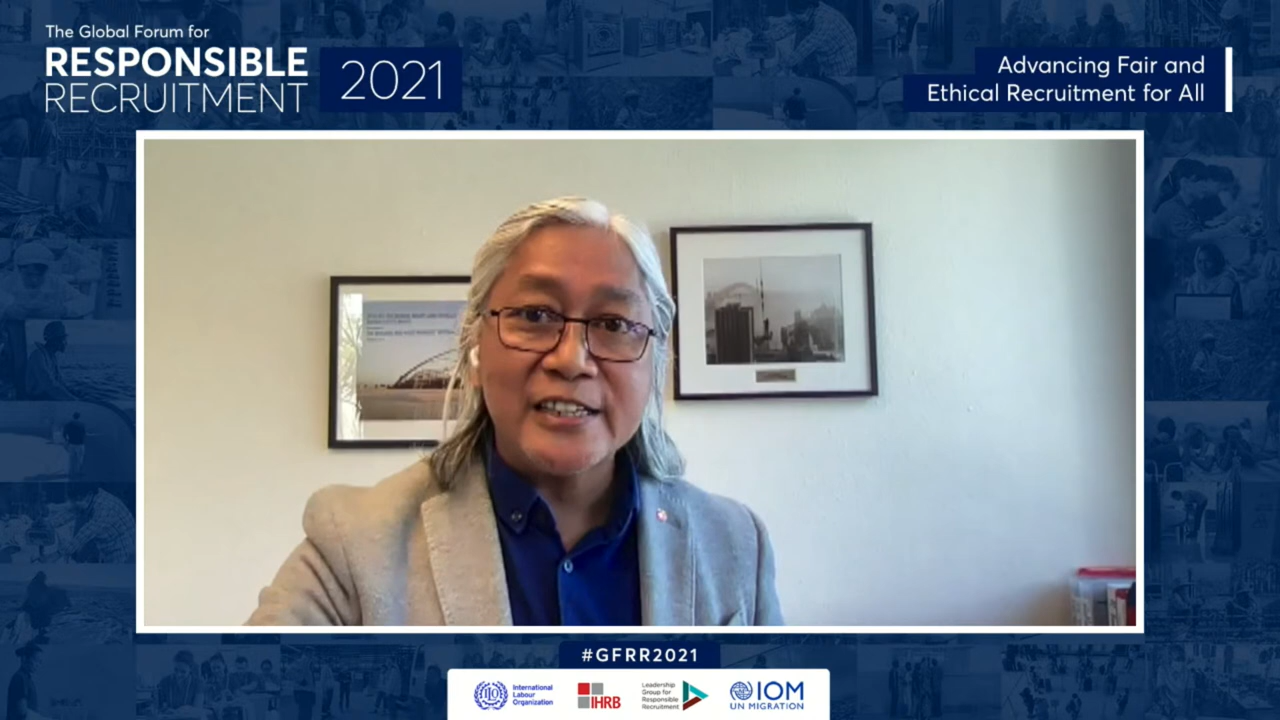 The Global Forum for
RESPONSIBLE
RECRUITMENT
2021
Advancing Fair and
Ethical Recruitment for All
#GFRR2021
International
Labour
Organization
IHRB
Leadership
Group for
Responsible
Recruitment
IOM
UN MIGRATION